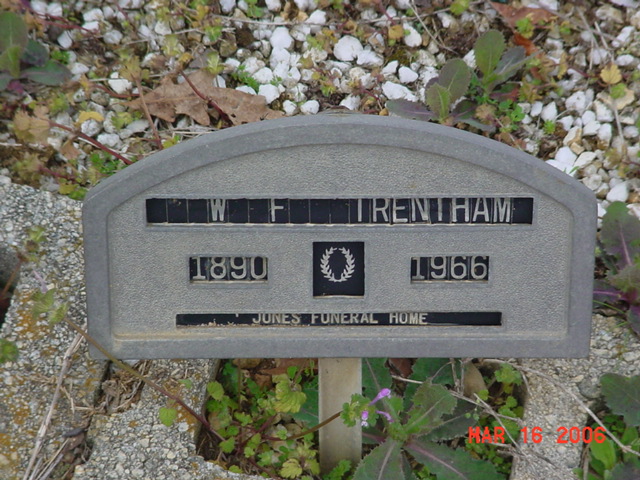 W F TRENTHAM
1890 1966
JONES FUNERAL HOME
MAR 16 2006